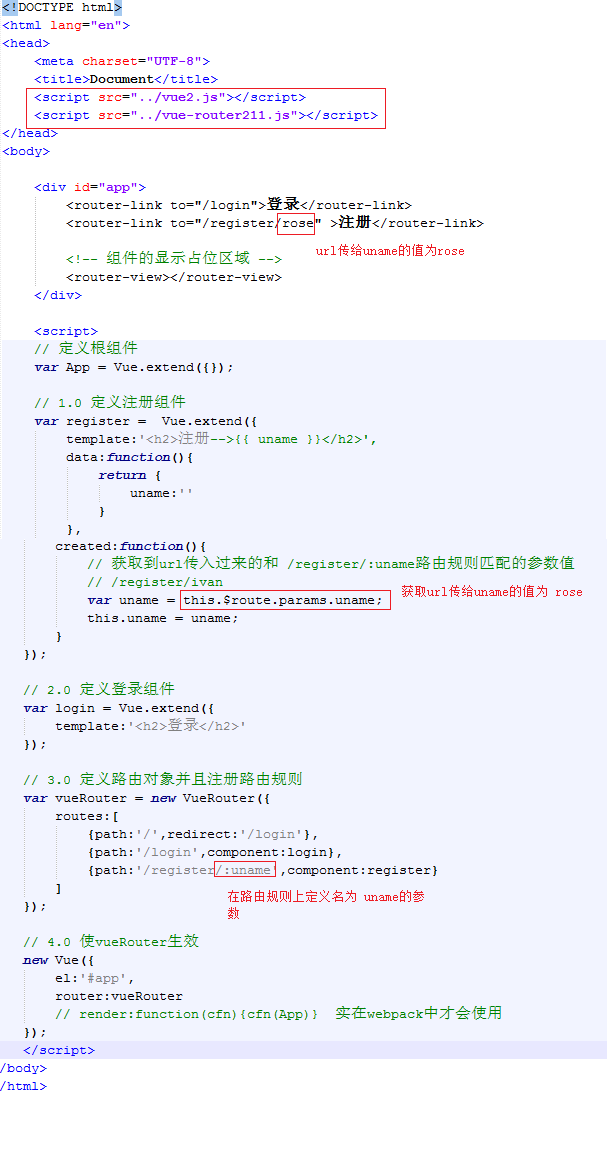 <!DOCTYPE html>
<html lang="en">
<head>
    <meta charset="UTF-8">
    <title>Document</title>
    <script src="../vue2.js"></script>
    <script src="../vue-router211.js"></script>
</head>
<body>
    <div id="app">
        <router-link to="/login">登录</router-link>
        <router-link to="/register/rose" >注册</router-link>
url传给uname的值为rose
        <!-- 组件的显示占位区域 -->
        <router-view></router-view>
    </div>
    <script>
    // 定义根组件
    var App = Vue.extend({});
    // 1.0 定义注册组件
    var register =  Vue.extend({
        template:'<h2>注册-->{{ uname }}</h2>',
        data:function(){
            return {
                uname:''
            }
        },
    created:function(){
        // 获取到url传入过来的和 /register/:uname路由规则匹配的参数值
        // /register/ivan
        var uname = this.$route.params.uname;
获取url传给uname的值为 rose
        this.uname = uname;
    }
});
// 2.0 定义登录组件
var login = Vue.extend({
    template:'<h2>登录</h2>'
});
// 3.0 定义路由对象并且注册路由规则
var vueRouter = new VueRouter({
    routes:[
        {path:'/',redirect:'/login'},
        {path:'/login',component:login},
        {path:'/register/:uname',component:register}
    ]
在路由规则上定义名为 uname的参
数
});
// 4.0 使vueRouter生效
new Vue({
    el:'#app',
    router:vueRouter
    // render:function(cfn){cfn(App)}  实在webpack中才会使用
});
</script>
/body>
/html>